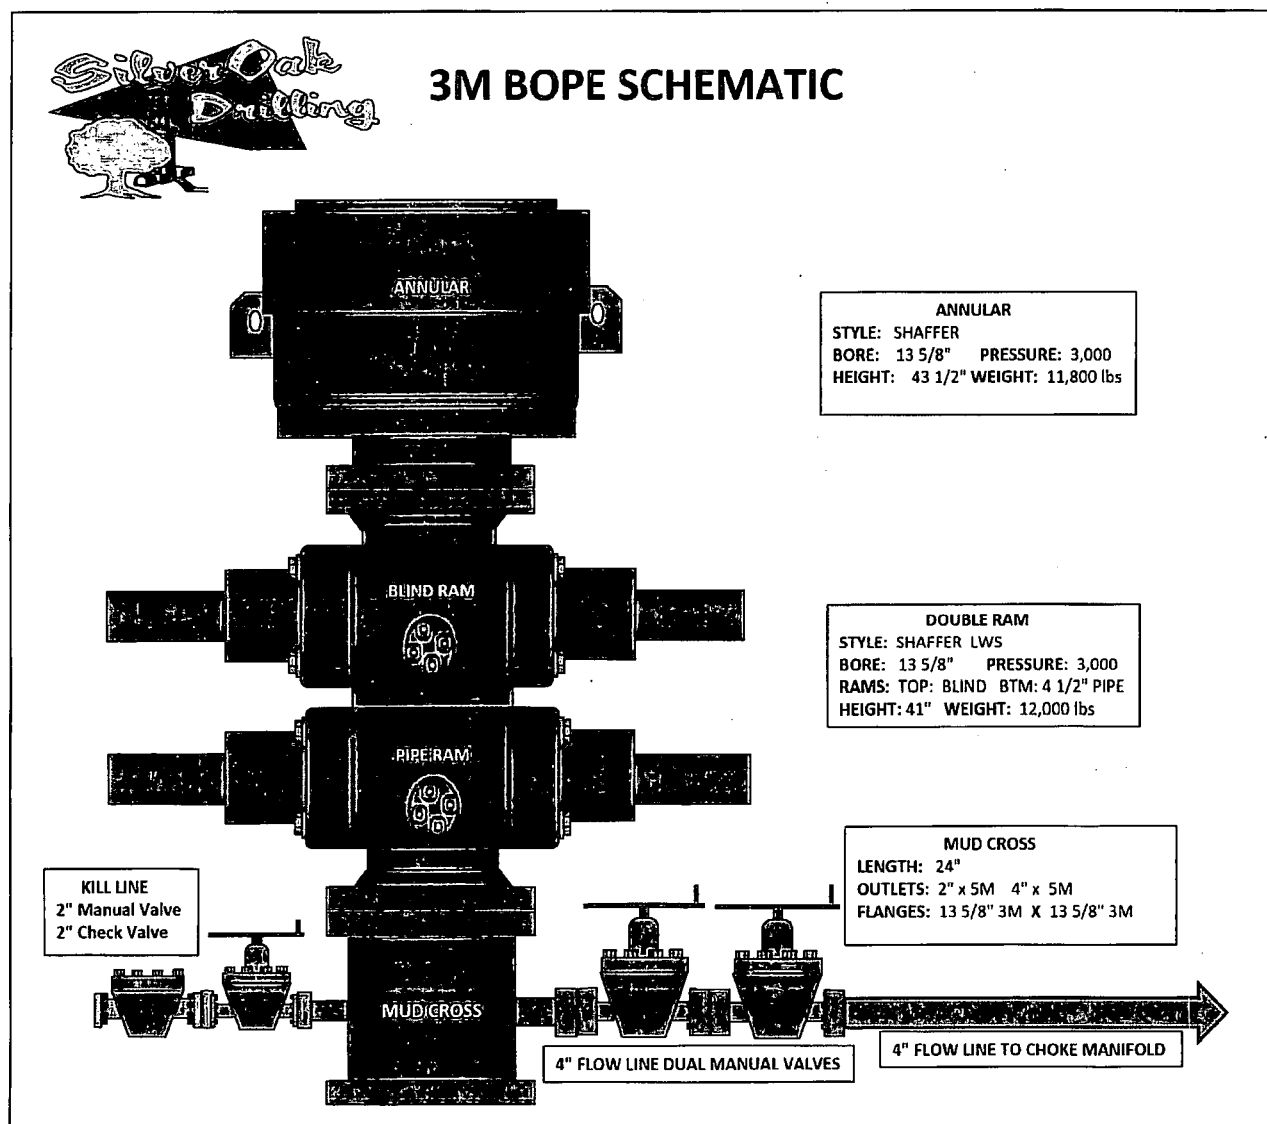 Silver Oak
Drilling
3M BOPE SCHEMATIC
ANNULAR
ANNULAR
STYLE: SHAFFER
BORE: 13 5/8" PRESSURE: 3,000
HEIGHT: 43 1/2" WEIGHT: 11,800 lbs
BLIND RAM
DOUBLE RAM
STYLE: SHAFFER LWS
BORE: 13 5/8" PRESSURE: 3,000
RAMS: TOP: BLIND BTM: 4 1/2" PIPE
HEIGHT: 41" WEIGHT: 12,000 lbs
PIPE RAM
MUD CROSS
LENGTH: 24"
OUTLETS: 2" x 5M 4" x 5M
FLANGES: 13 5/8" 3M X 13 5/8" 3M
KILL LINE
2" Manual Valve
2" Check Valve
MUD CROSS
4" FLOW LINE DUAL MANUAL VALVES
4" FLOW LINE TO CHOKE MANIFOLD